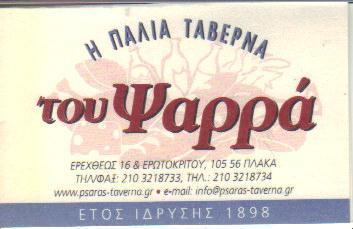 Η ΠΑΛΙΑ ΤΑΒΕΡΝΑ
του Ψαρρά
ΕΡΕΧΘΕΩΣ 16 & ΕΡΩΤΟΚΡΙΤΟΥ, 105 56 ΠΛΑΚΑ
ΤΗΛ/ΦΑΞ: 210 3218733, ΤΗΛ.: 210 3218734
www.psaras-taverna.gr • e-mail: info@psaras-taverna.gr
ΕΤΟΣ ΙΔΡΥΣΗΣ 1898